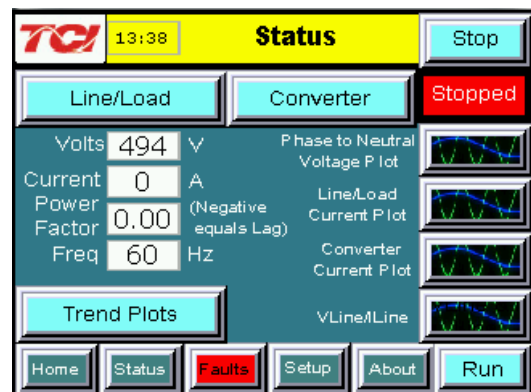 TCI
13:38
Status
Stop
Line/Load
Converter
Stopped
Volts 494 V
Current 0 A
Power Factor 0.00 (Negative equals Lag)
Freq 60 Hz
Phase to Neutral
Voltage Plot
Line/Load
Current Plot
Converter
Current Plot
VLine/ILine
Trend Plots
Home
Status
Faults
Setup
About
Run